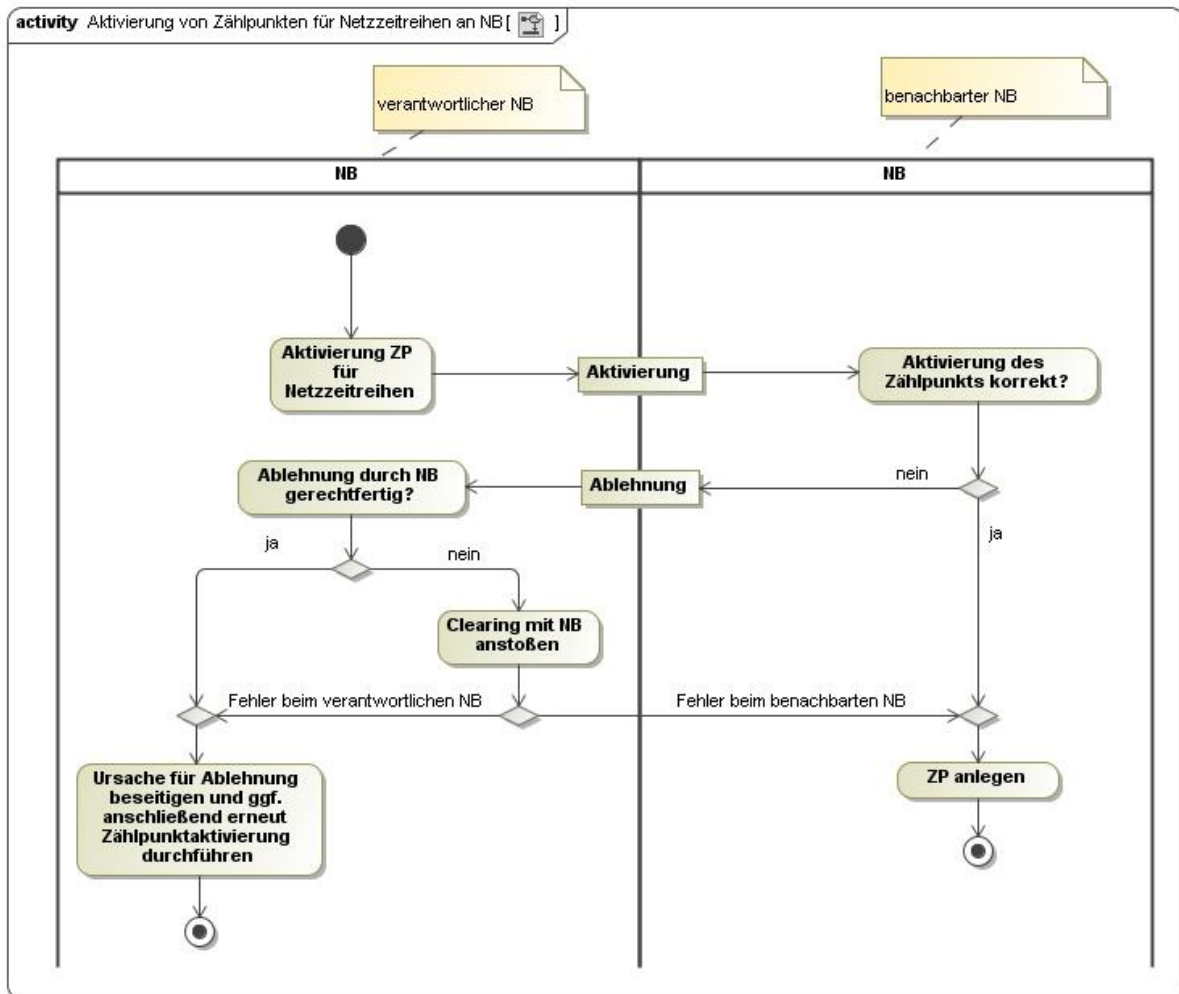 activity Aktivierung von Zählpunkten für Netzzeitreihen an NB [ ]
verantwortlicher NB
benachbarter NB
NB
NB
Aktivierung ZP
für
Netzzeitreihen
Aktivierung
Aktivierung des
Zählpunkts korrekt?
Ablehnung durch NB
gerechtfertig?
Ablehnung
nein
ja
ja
nein
Clearing mit NB
anstoßen
Fehler beim verantwortlichen NB
Fehler beim benachbarten NB
Ursache für Ablehnung
beseitigen und ggf.
anschließend erneut
Zählpunktaktivierung
durchführen
ZP anlegen